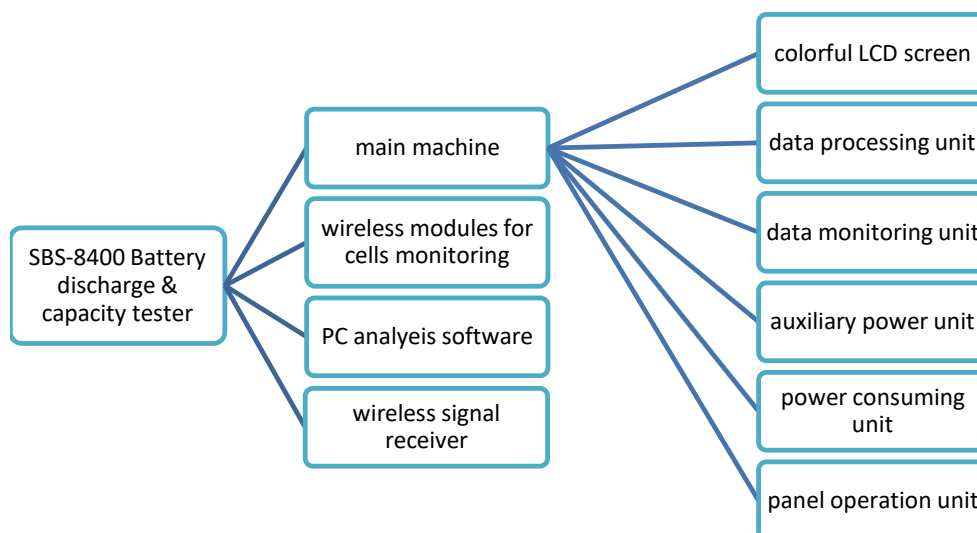 SBS-8400 Battery
discharge &
capacity tester
main machine
wireless modules for
cells monitoring
PC analyeis software
wireless signal
receiver
colorful LCD screen
data processing unit
data monitoring unit
auxiliary power unit
power consuming
unit
panel operation unit